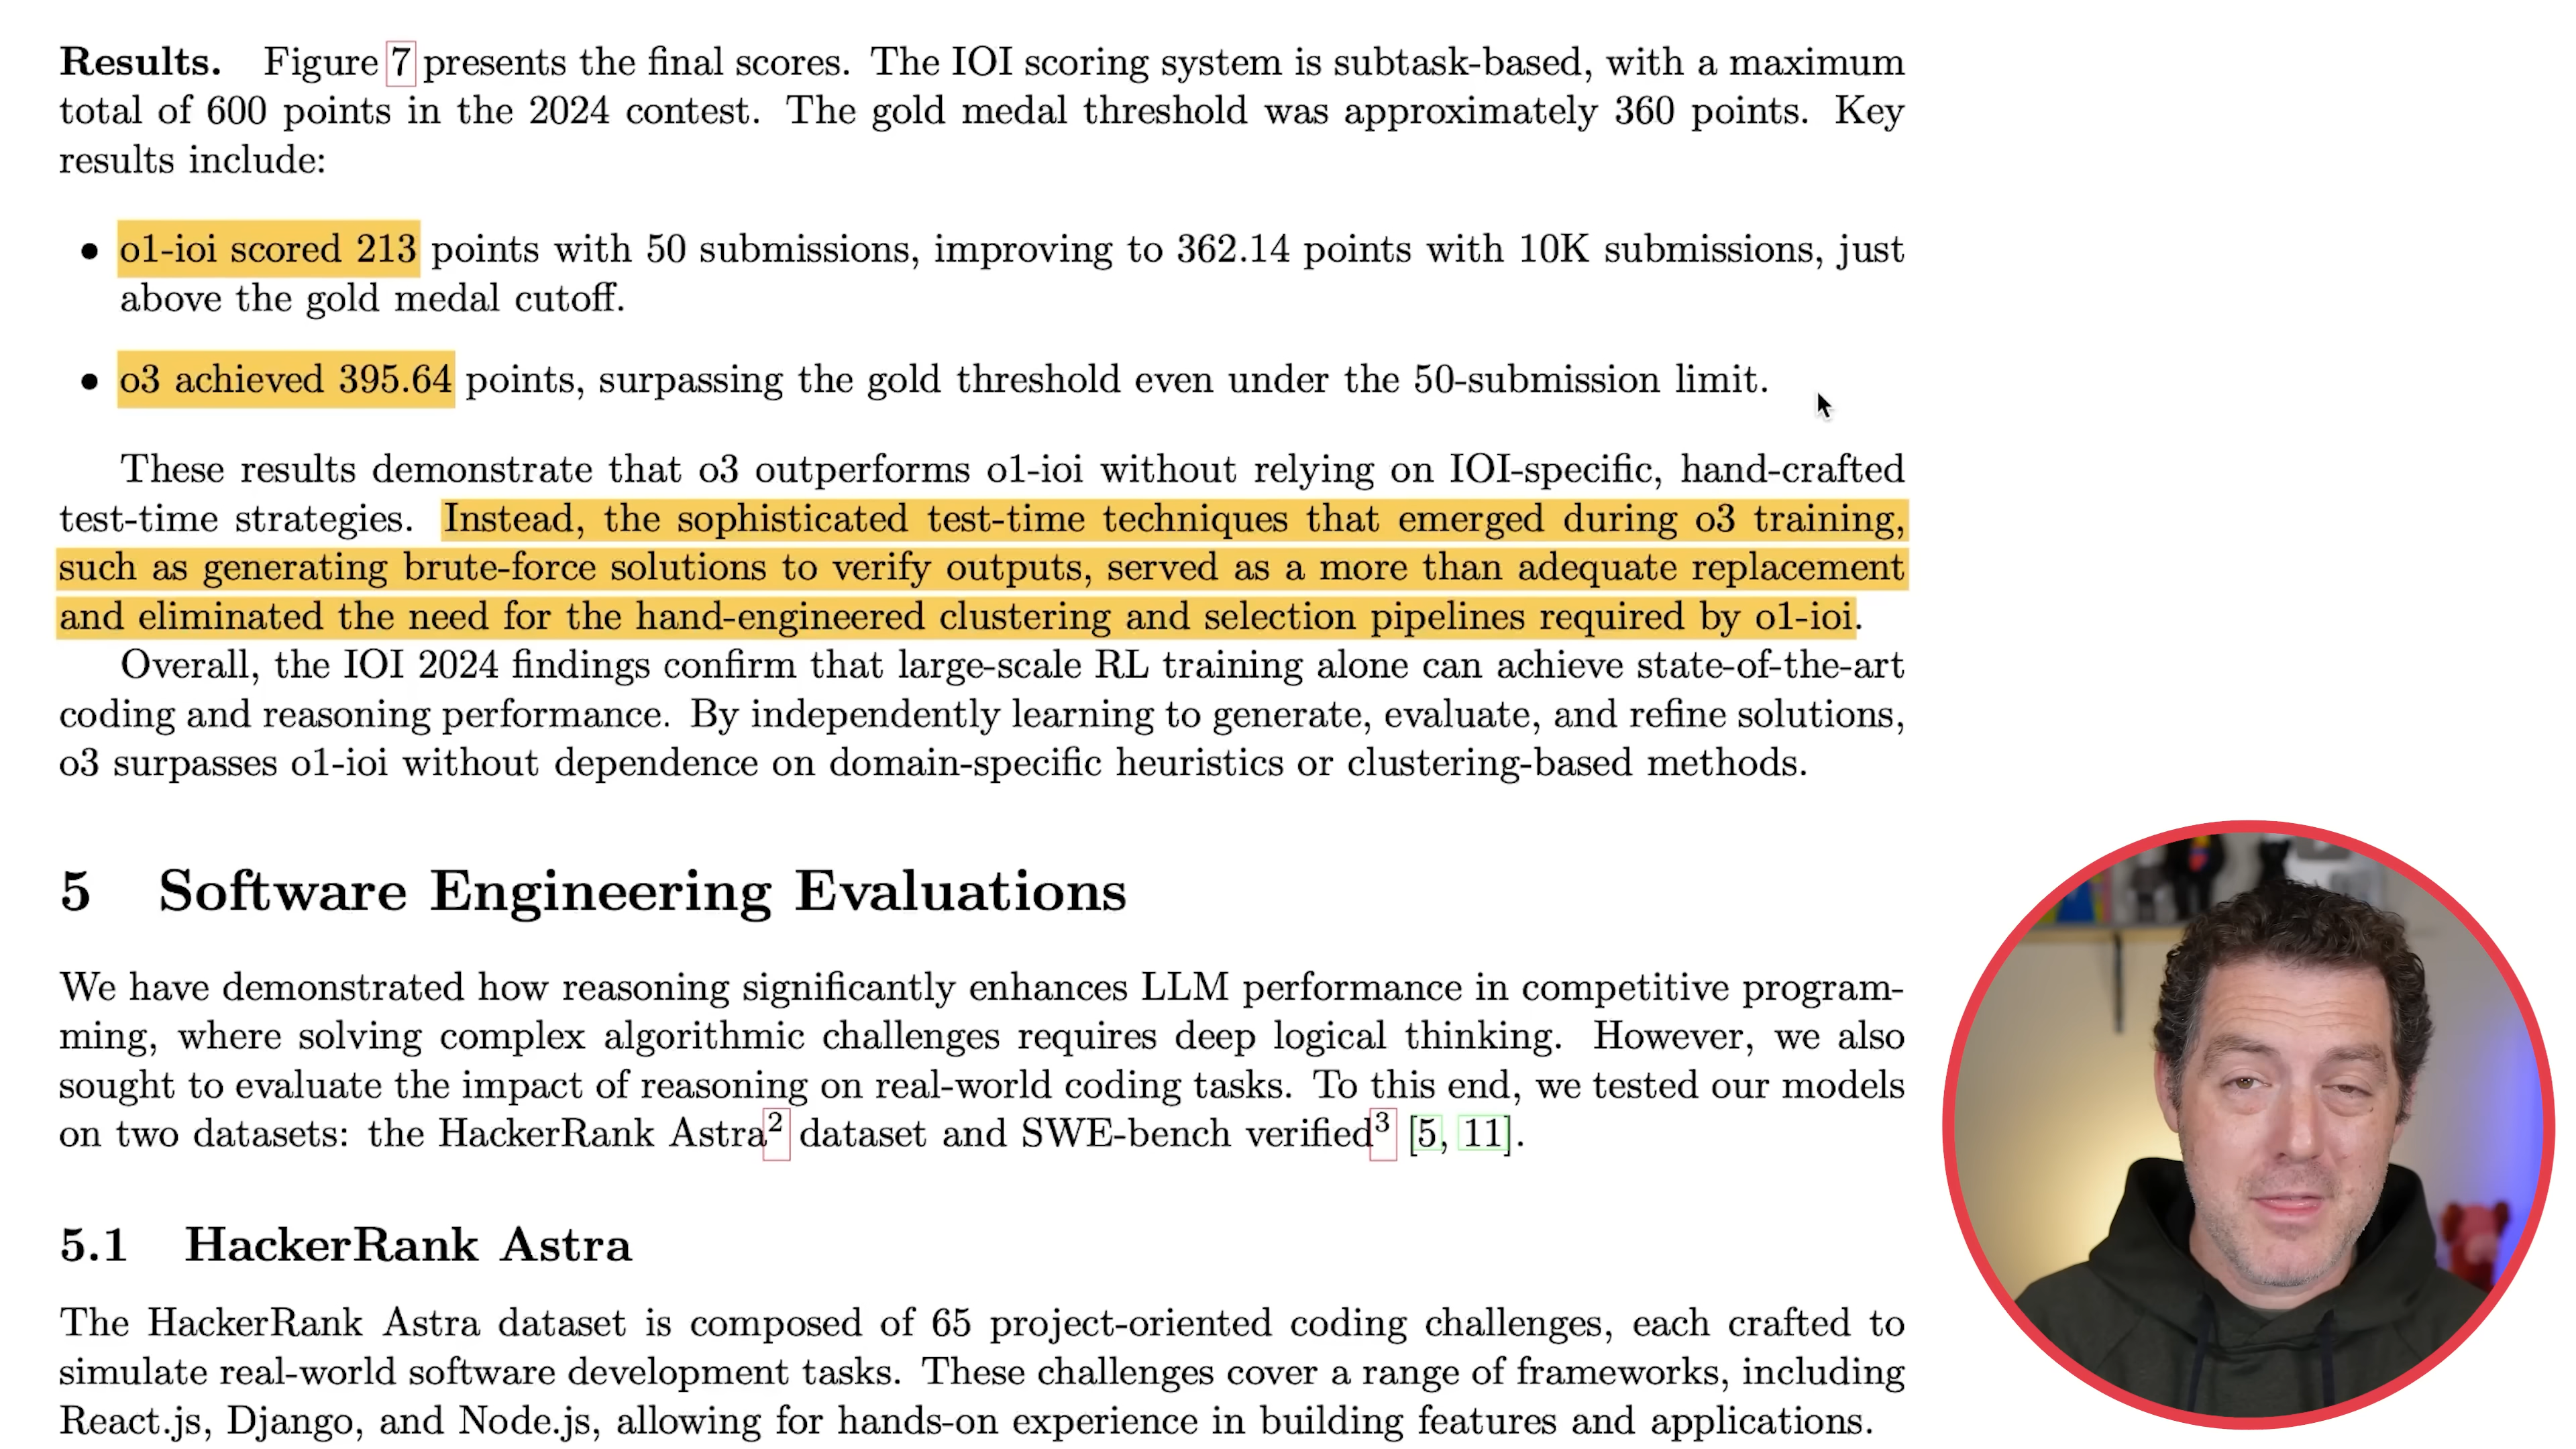 Results. Figure 7 presents the final scores. The IOI scoring system is subtask-based, with a maximum
total of 600 points in the 2024 contest. The gold medal threshold was approximately 360 points. Key
results include:
• o1-ioi scored 213 points with 50 submissions, improving to 362.14 points with 10K submissions, just
above the gold medal cutoff.
• o3 achieved 395.64 points, surpassing the gold threshold even under the 50-submission limit.
These results demonstrate that o3 outperforms o1-ioi without relying on IOI-specific, hand-crafted
test-time strategies. Instead, the sophisticated test-time techniques that emerged during o3 training,
such as generating brute-force solutions to verify outputs, served as a more than adequate replacement
and eliminated the need for the hand-engineered clustering and selection pipelines required by o1-ioi.
Overall, the IOI 2024 findings confirm that large-scale RL training alone can achieve state-of-the-art
coding and reasoning performance. By independently learning to generate, evaluate, and refine solutions,
o3 surpasses o1-ioi without dependence on domain-specific heuristics or clustering-based methods.
5 Software Engineering Evaluations
We have demonstrated how reasoning significantly enhances LLM performance in competitive program-
ming, where solving complex algorithmic challenges requires deep logical thinking. However, we also
sought to evaluate the impact of reasoning on real-world coding tasks. To this end, we tested our models
on two datasets: the HackerRank Astra² dataset and SWE-bench verified³ [5, 11].
5.1 HackerRank Astra
The HackerRank Astra dataset is composed of 65 project-oriented coding challenges, each crafted to
simulate real-world software development tasks. These challenges cover a range of frameworks, including
React.js, Django, and Node.js, allowing for hands-on experience in building features and applications.